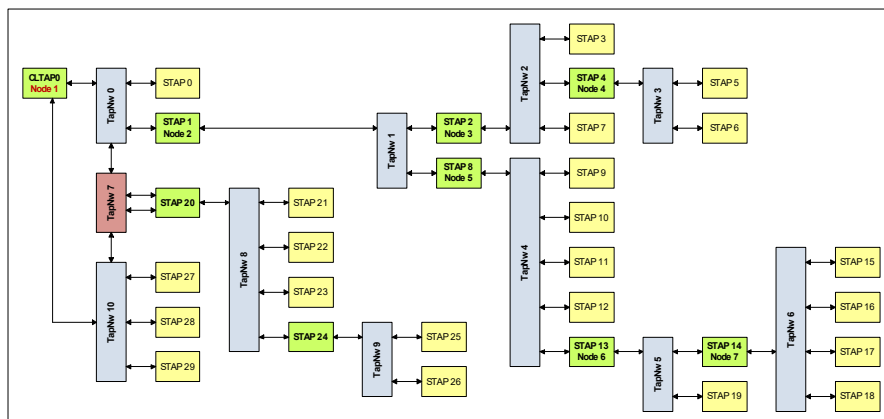 CLTAP0
Node 1
TapNw 0
STAP 0
STAP 1
Node 2
TapNw 7
STAP 20
TapNw 10
STAP 27
STAP 28
STAP 29
TapNw 8
STAP 21
STAP 22
STAP 23
STAP 24
TapNw 9
STAP 25
STAP 26
TapNw 1
STAP 2
Node 3
STAP 8
Node 5
TapNw 2
STAP 3
STAP 4
Node 4
STAP 7
TapNw 3
STAP 5
STAP 6
TapNw 4
STAP 9
STAP 10
STAP 11
STAP 12
STAP 13
Node 6
TapNw 5
STAP 14
Node 7
STAP 19
TapNw 6
STAP 15
STAP 16
STAP 17
STAP 18